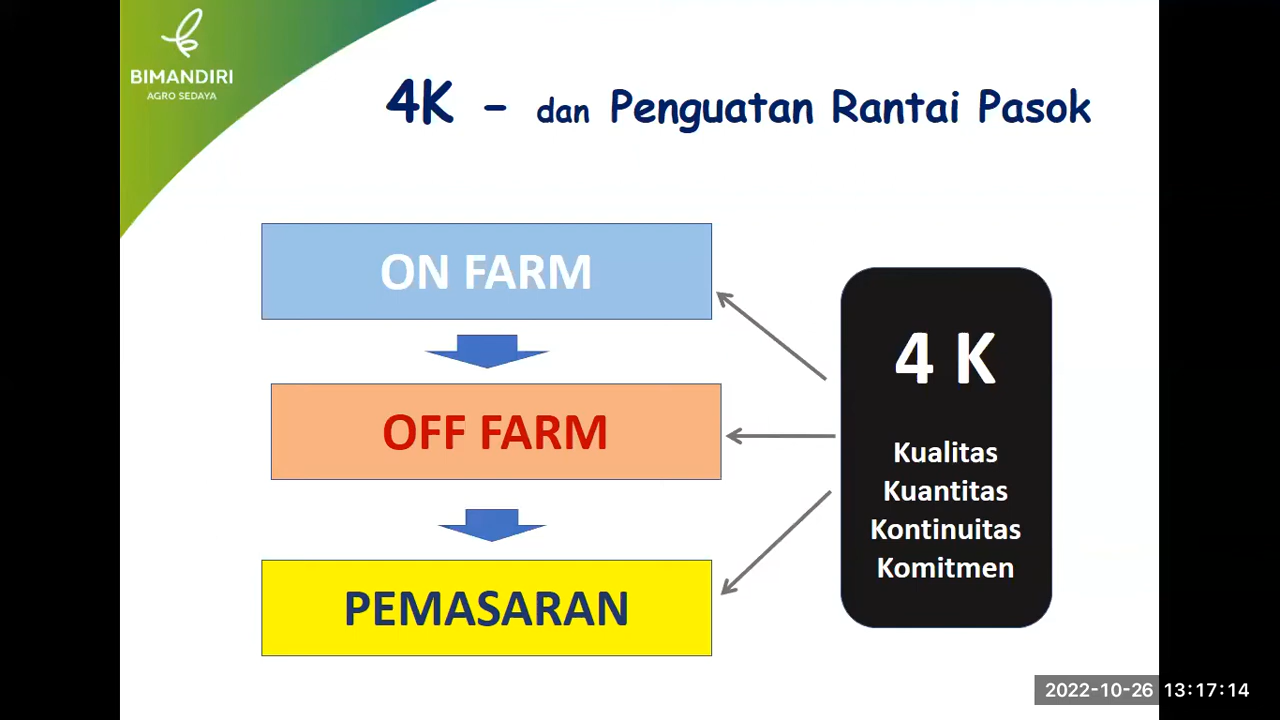 BIMANDIRI
AGRO SEDAYA
4K - dan Penguatan Rantai Pasok
ON FARM
OFF FARM
PEMASARAN
4 K
Kualitas
Kuantitas
Kontinuitas
Komitmen
2022-10-26 13:17:14